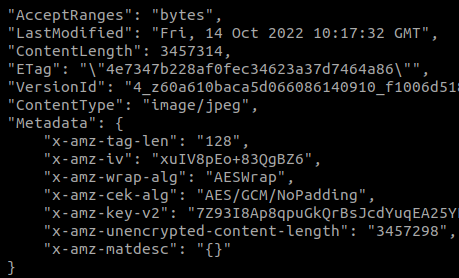 "AcceptRanges": "bytes",
"LastModified": "Fri, 14 Oct 2022 10:17:32 GMT",
"ContentLength": 3457314,
"ETag": "\"4e7347b228af0fec34623a37d7464a86\"",
"VersionId": "4_z60a610baca5d066086140910_f1006d518
"ContentType": "image/jpeg",
"Metadata": {
"x-amz-tag-len": "128",
"x-amz-iv": "xuIV8pEo+83QgBZ6",
"x-amz-wrap-alg": "AESWrap",
"x-amz-cek-alg": "AES/GCM/NoPadding",
"x-amz-key-v2": "7Z93I8Ap8qpuGkQrBsJcdYuqEA25Y
"x-amz-unencrypted-content-length": "3457298",
"x-amz-matdesc": "{}"
}